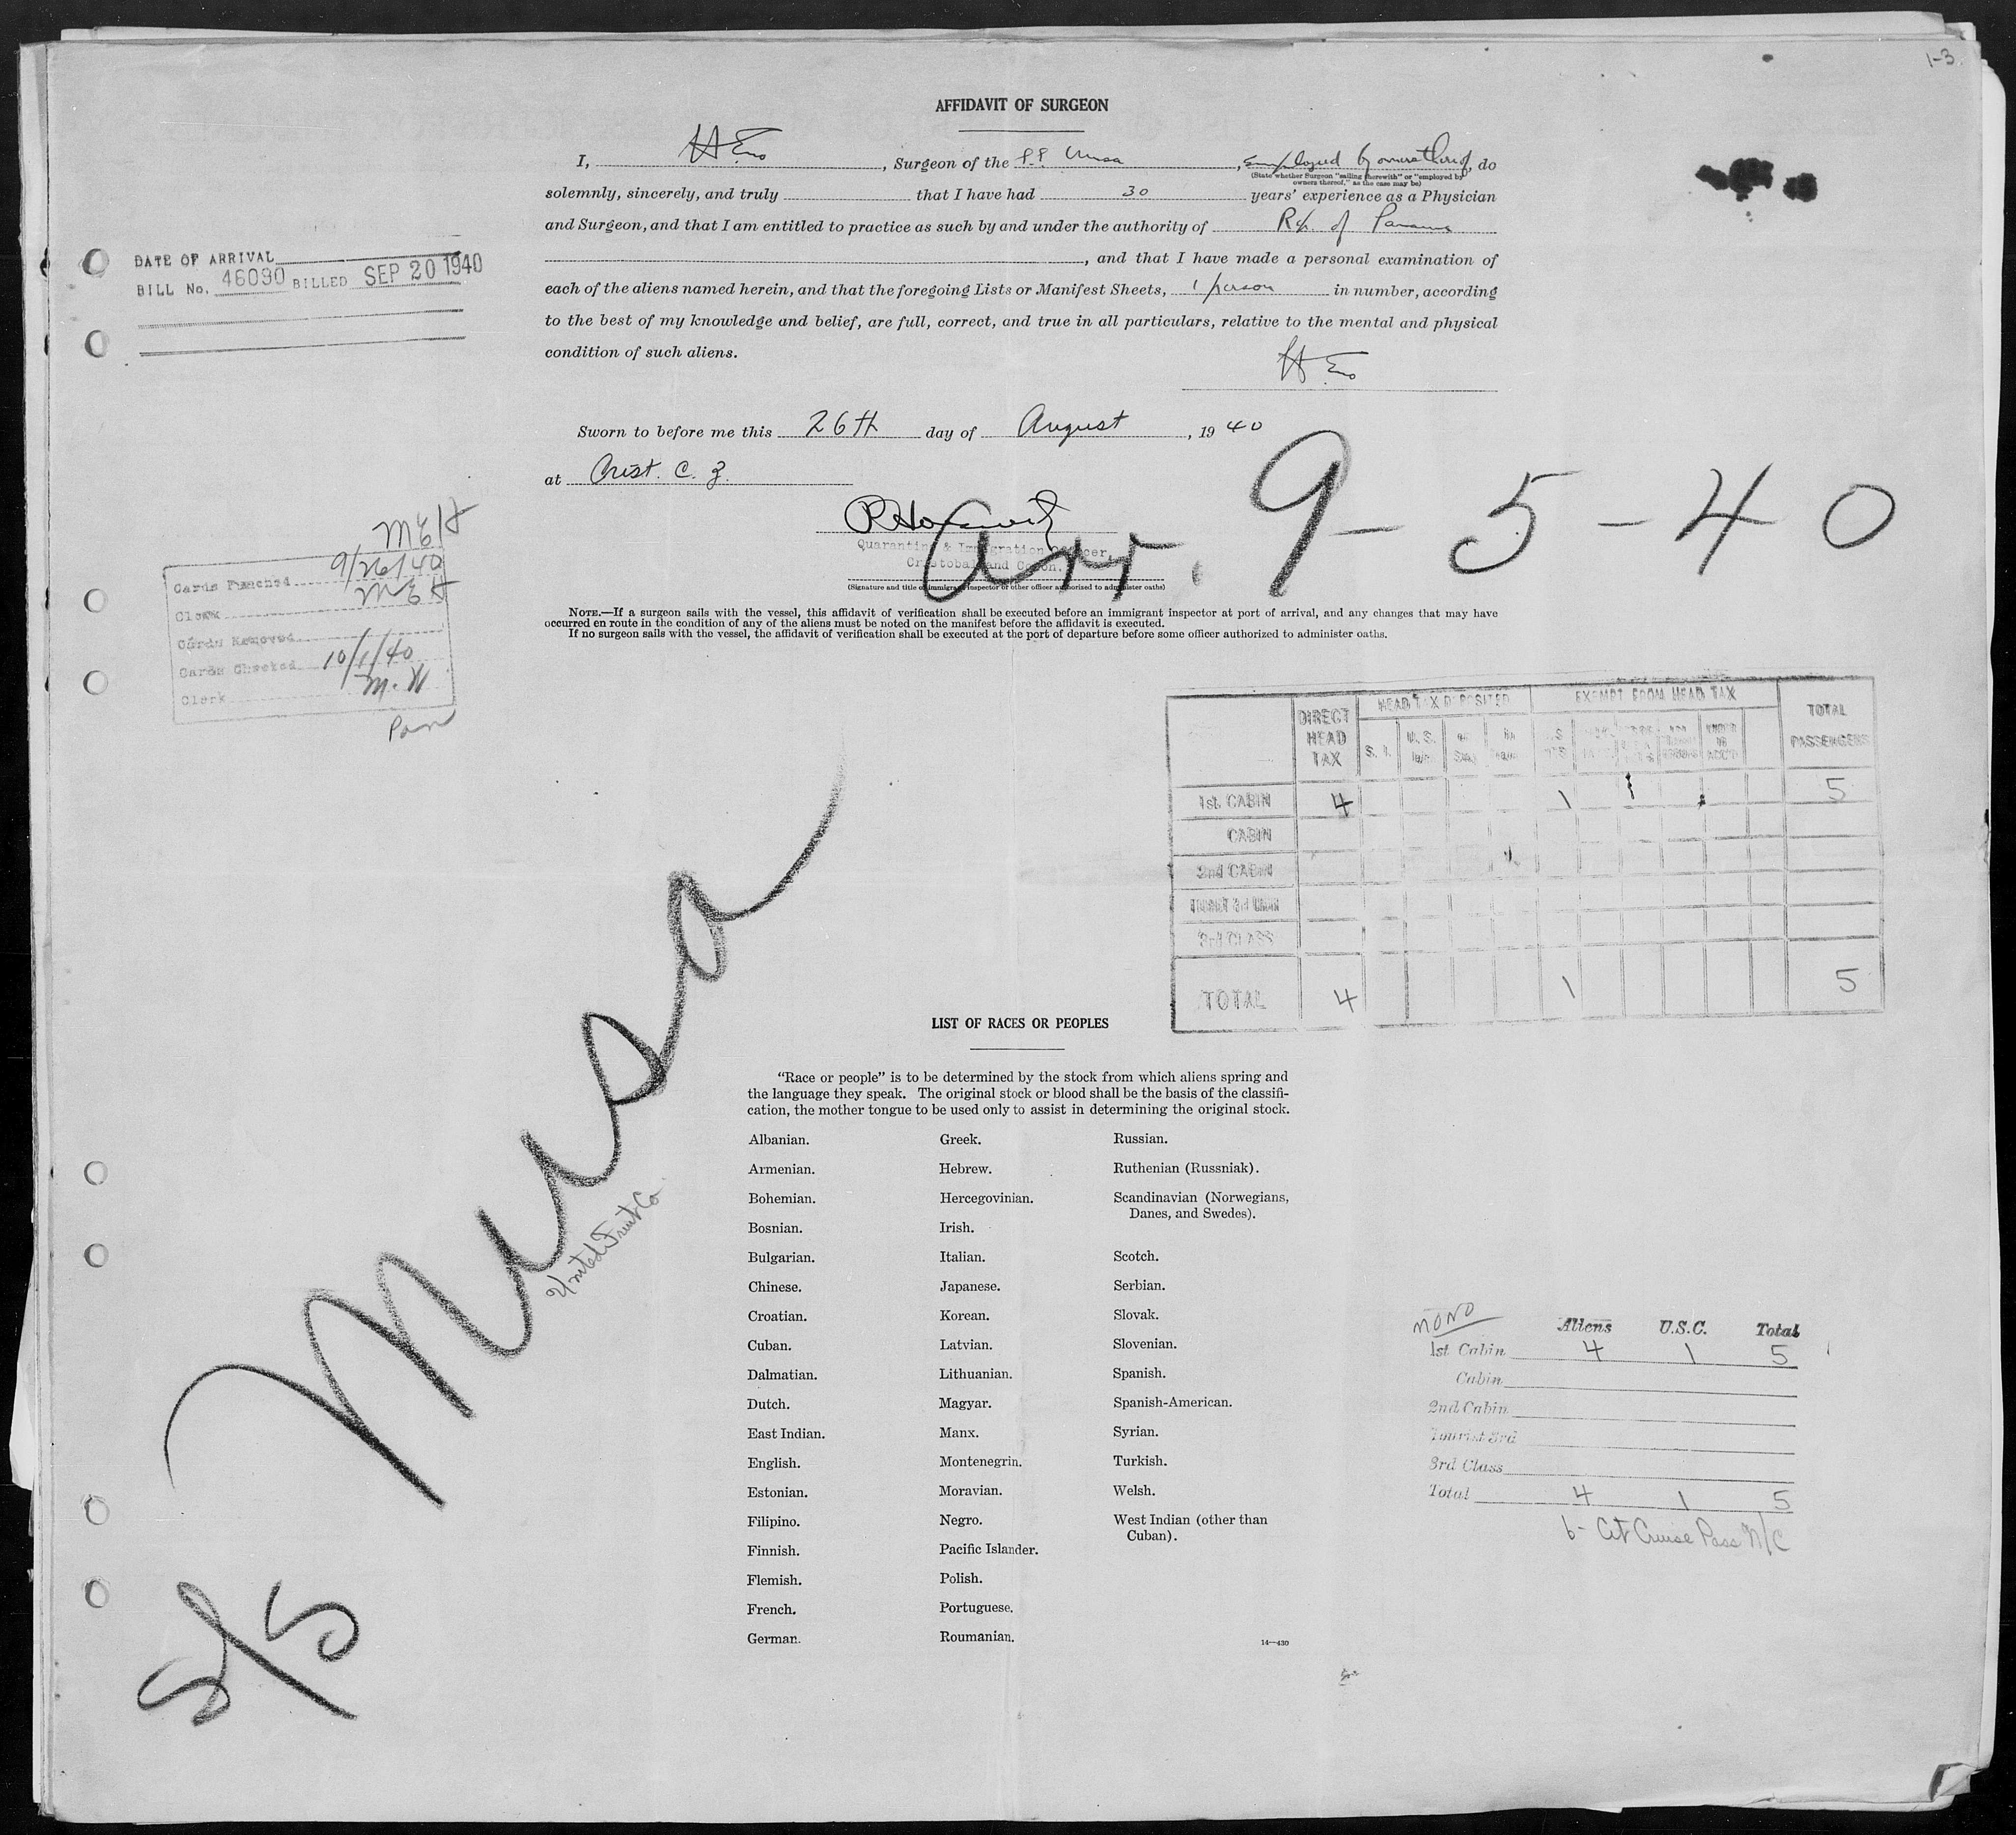 1-3
AFFIDAVIT OF SURGEON
I, H Eno, Surgeon of the S.S. Musa, employed by owners thereof, do
(State whether Surgeon "sailing therewith" or "employed by
owners thereof," as the case may be)
solemnly, sincerely, and truly that I have had 30 years' experience as a Physician
and Surgeon, and that I am entitled to practice as such by and under the authority of Rep. of Panama
, and that I have made a personal examination of
each of the aliens named herein, and that the foregoing Lists or Manifest Sheets, 1 person in number, according
to the best of my knowledge and belief, are full, correct, and true in all particulars, relative to the mental and physical
condition of such aliens.
H Eno
DATE OF ARRIVAL
BILL No. 46090 BILLED SEP 20 1940
Sworn to before me this 26th day of August, 1940
at Crist. C. Z.
Arr. 9-5-40
Quarantine & Immigration Officer,
Cristobal and Colon.
(Signature and title of immigrant inspector or other officer authorized to administer oaths)
NOTE.—If a surgeon sails with the vessel, this affidavit of verification shall be executed before an immigrant inspector at port of arrival, and any changes that may have
occurred en route in the condition of any of the aliens must be noted on the manifest before the affidavit is executed.
If no surgeon sails with the vessel, the affidavit of verification shall be executed at the port of departure before some officer authorized to administer oaths.
MEH
Cards Punched 9/26/40
Clerk MEH
Cards Removed
Cards Checked 10/1/40
Clerk M.W
DIRECT HEAD TAX
HEAD TAX DEPOSITED
EXEMPT FROM HEAD TAX
TOTAL PASSENGERS
1st CABIN 4 1 5
CABIN
2nd CABIN
3rd CLASS
TOTAL 4 1 5
S/S Musa
United Fruit Co.
LIST OF RACES OR PEOPLES
"Race or people" is to be determined by the stock from which aliens spring and
the language they speak. The original stock or blood shall be the basis of the classifi-
cation, the mother tongue to be used only to assist in determining the original stock.
Albanian.
Armenian.
Bohemian.
Bosnian.
Bulgarian.
Chinese.
Croatian.
Cuban.
Dalmatian.
Dutch.
East Indian.
English.
Estonian.
Filipino.
Finnish.
Flemish.
French.
German.
Greek.
Hebrew.
Hercegovinian.
Irish.
Italian.
Japanese.
Korean.
Latvian.
Lithuanian.
Magyar.
Manx.
Montenegrin.
Moravian.
Negro.
Pacific Islander.
Polish.
Portuguese.
Roumanian.
Russian.
Ruthenian (Russniak).
Scandinavian (Norwegians,
Danes, and Swedes).
Scotch.
Serbian.
Slovak.
Slovenian.
Spanish.
Spanish-American.
Syrian.
Turkish.
Welsh.
West Indian (other than
Cuban).
14—430
MONO
Aliens U.S.C. Total
1st Cabin 4 1 5
Cabin
2nd Cabin
Tourist 3rd
3rd Class
Total 4 1 5
6- Cit Cruise Pass N/C